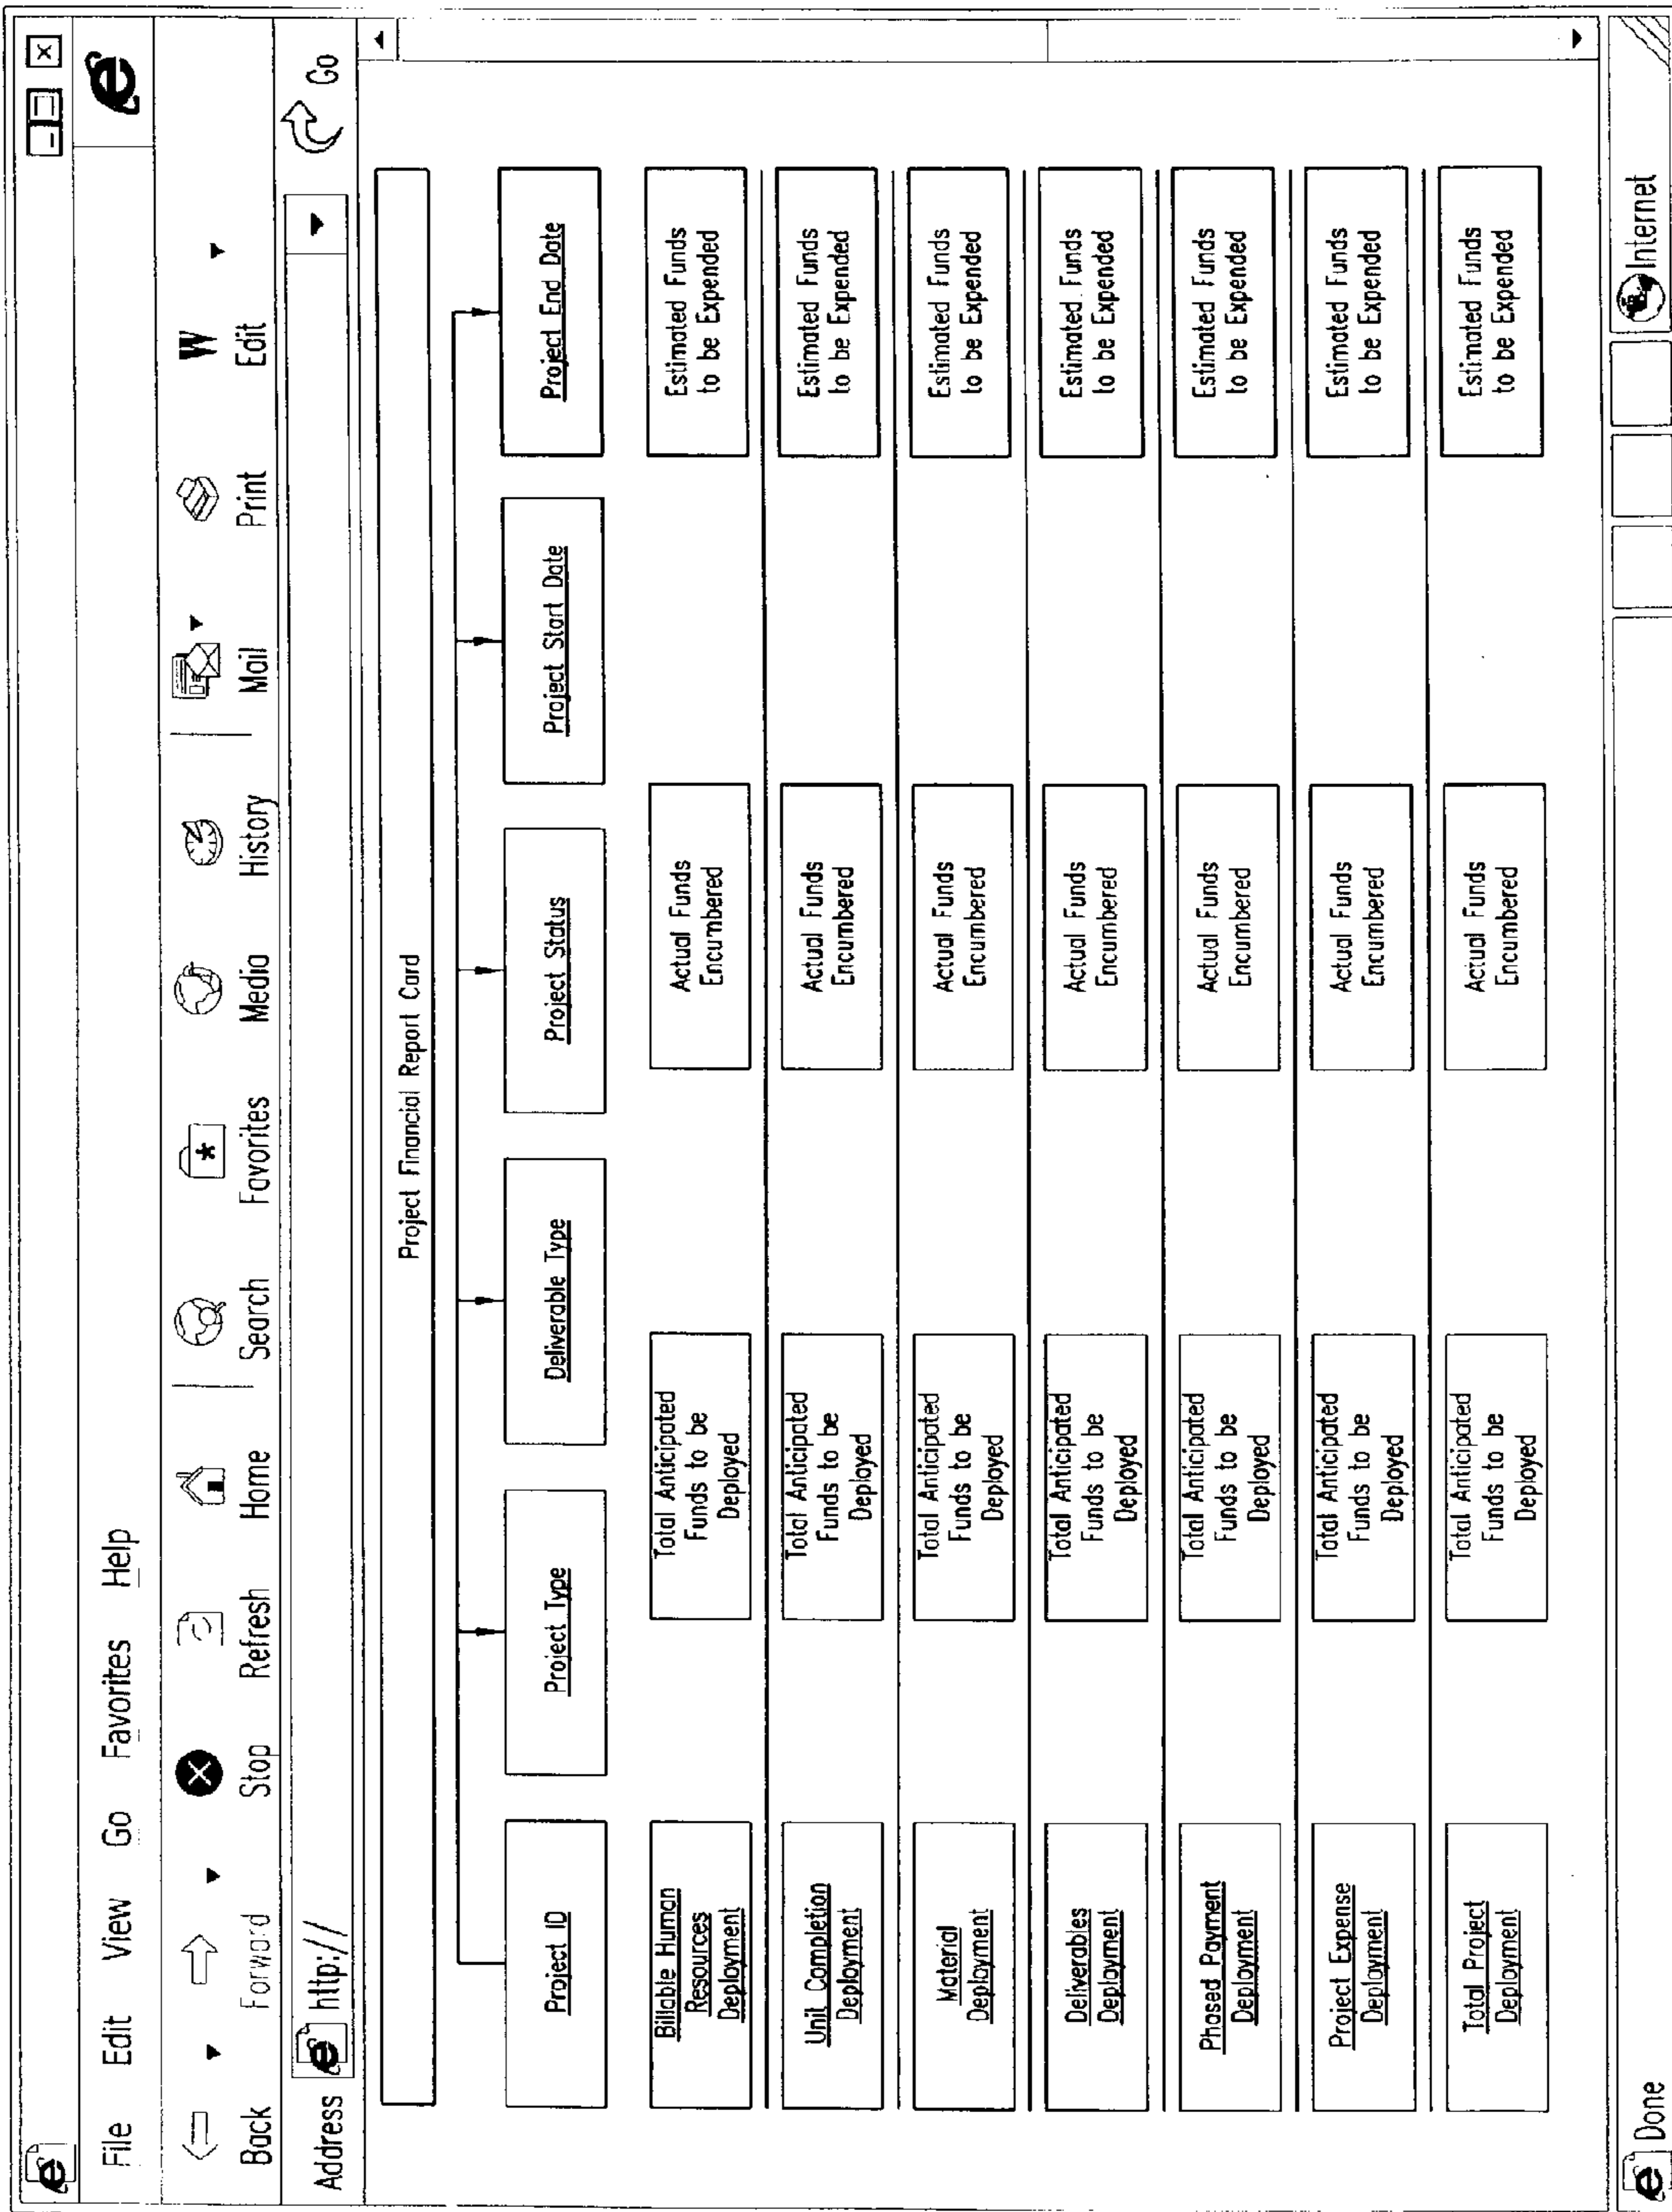 File Edit View Go Favorites Help
Back Forward Stop Refresh Home Search Favorites Media History Mail Print Edit
W
Address http:// Go
Project Financial Report Card
Project ID
Project Type
Deliverable Type
Project Status
Project Start Date
Project End Date
Billable Human
Resources
Deployment
Total Anticipated
Funds to be
Deployed
Actual Funds
Encumbered
Estimated Funds
to be Expended
Unit Completion
Deployment
Total Anticipated
Funds to be
Deployed
Actual Funds
Encumbered
Estimated Funds
to be Expended
Material
Deployment
Total Anticipated
Funds to be
Deployed
Actual Funds
Encumbered
Estimated Funds
to be Expended
Deliverables
Deployment
Total Anticipated
Funds to be
Deployed
Actual Funds
Encumbered
Estimated Funds
to be Expended
Phased Payment
Deployment
Total Anticipated
Funds to be
Deployed
Actual Funds
Encumbered
Estimated Funds
to be Expended
Project Expense
Deployment
Total Anticipated
Funds to be
Deployed
Actual Funds
Encumbered
Estimated Funds
to be Expended
Total Project
Deployment
Total Anticipated
Funds to be
Deployed
Actual Funds
Encumbered
Estimated Funds
to be Expended
Done Internet